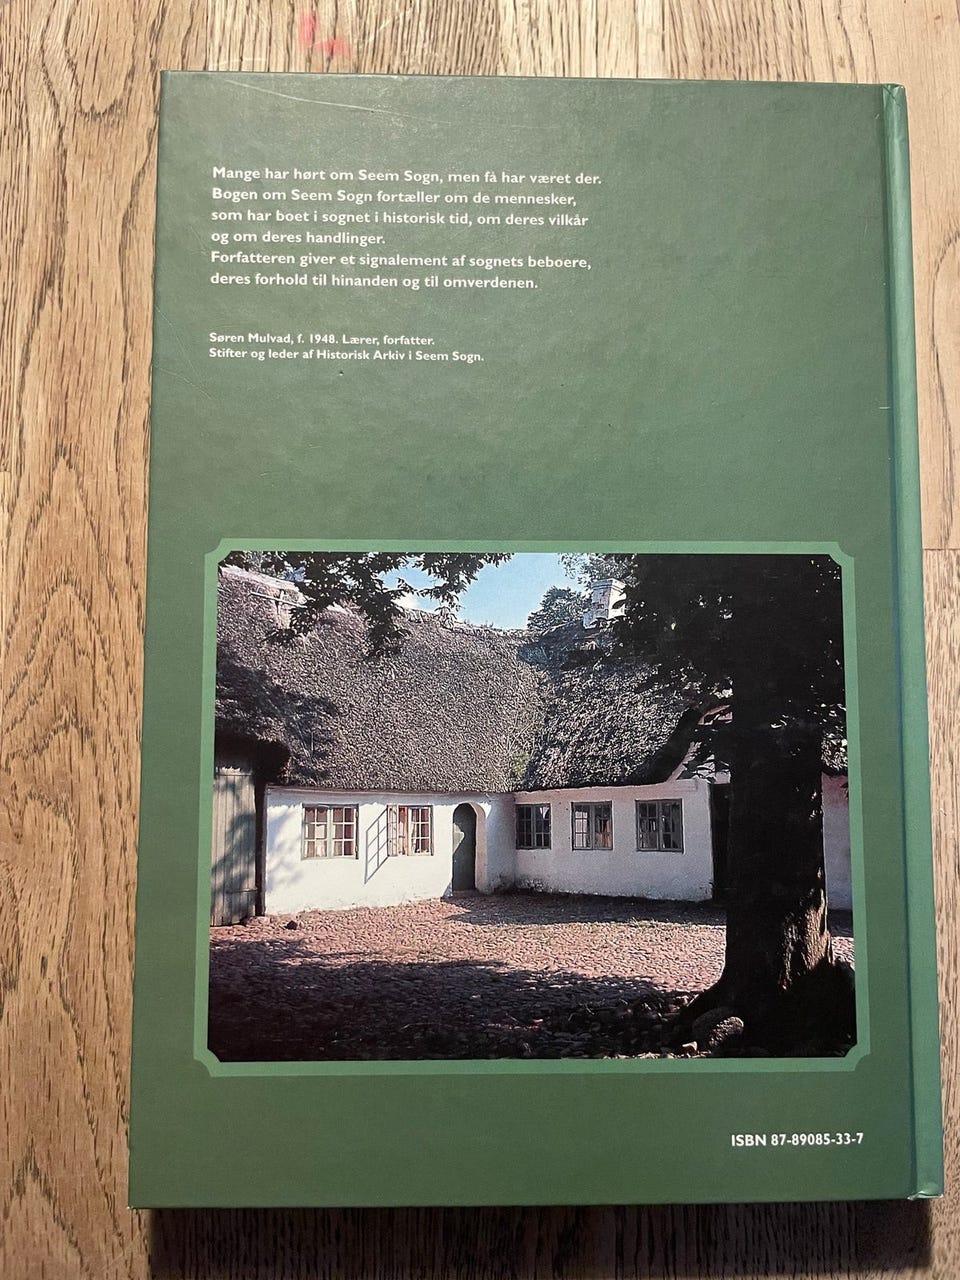 Mange har hørt om Seem Sogn, men få har været der.
Bogen om Seem Sogn fortæller om de mennesker,
som har boet i sognet i historisk tid, om deres vilkår
og om deres handlinger.
Forfatteren giver et signalement af sognets beboere,
deres forhold til hinanden og til omverdenen.
Søren Mulvad, f. 1948. Lærer, forfatter.
Stifter og leder af Historisk Arkiv i Seem Sogn.
ISBN 87-89085-33-7